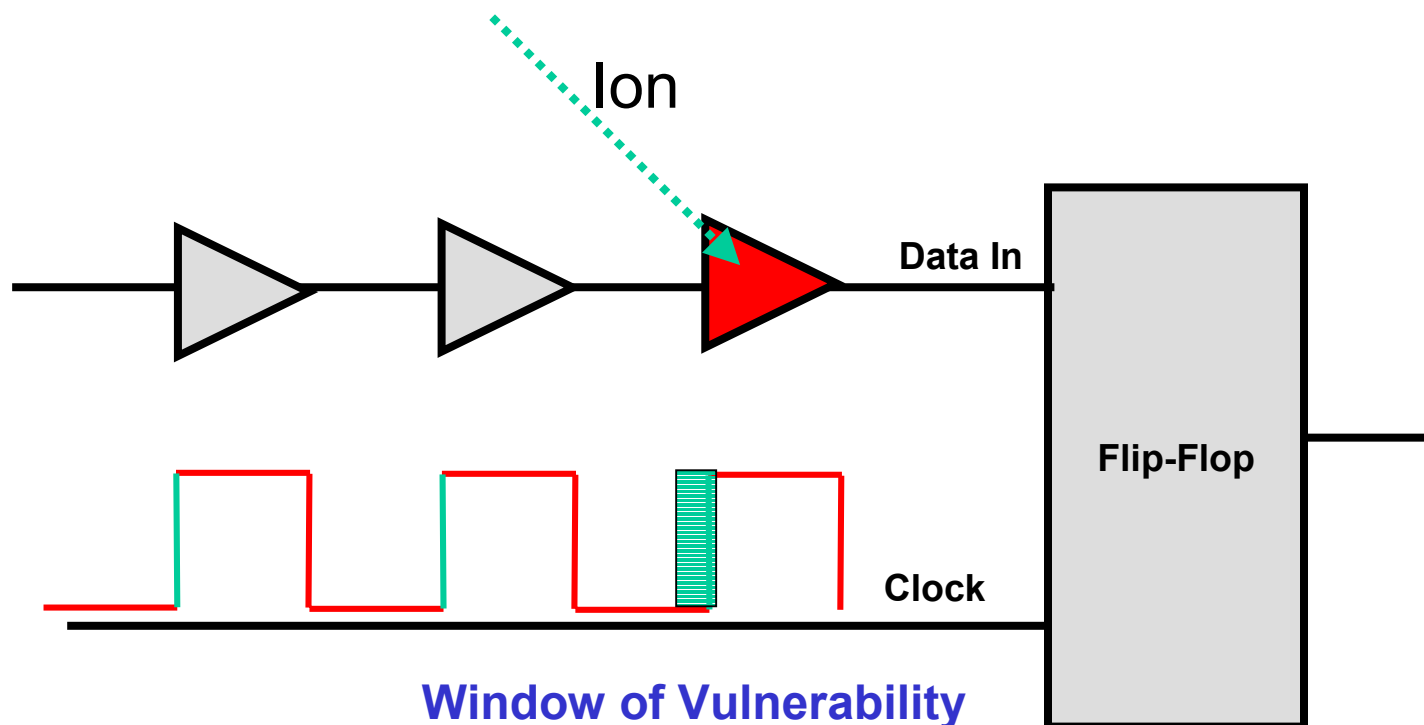 Ion
Data In
Flip-Flop
Clock
Window of Vulnerability